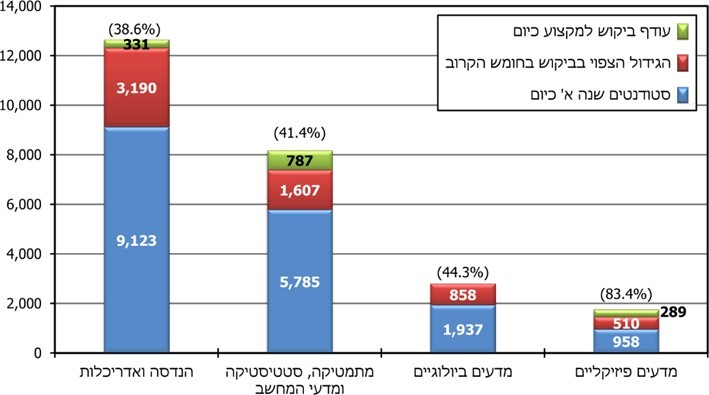 14,000
12,000
10,000
8,000
6,000
4,000
2,000
0
עודף ביקוש למקצוע כיום
הגידול הצפוי בביקוש בחומש הקרוב
סטודנטים שנה א' כיום
(38.6%)
331
3,190
9,123
(41.4%)
787
1,607
5,785
(44.3%)
858
1,937
(83.4%)
289
510
958
הנדסה ואדריכלות
מתמטיקה, סטטיסטיקה
ומדעי המחשב
מדעים ביולוגיים
מדעים פיזיקליים